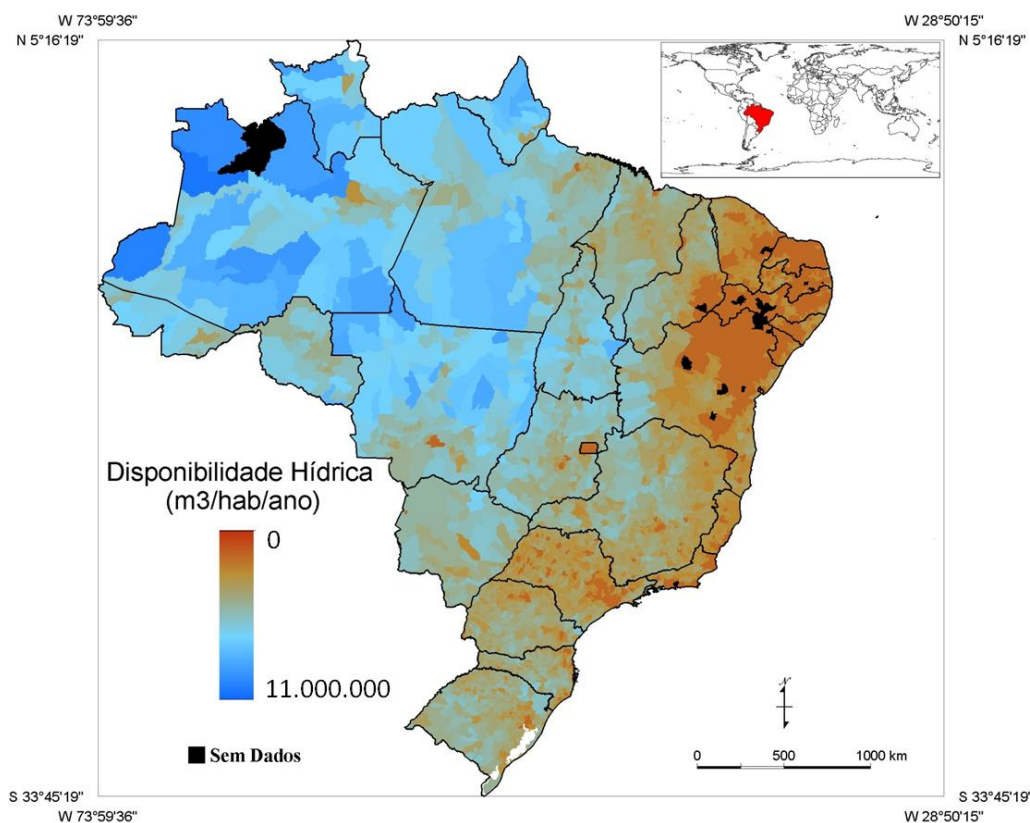 W 73°59'36"
W 28°50'15"
N 5°16'19"
N 5°16'19"
Disponibilidade Hídrica
(m3/hab/ano)
0
11.000.000
Sem Dados
N
0 500 1000 km
S 33°45'19"
S 33°45'19"
W 73°59'36"
W 28°50'15"